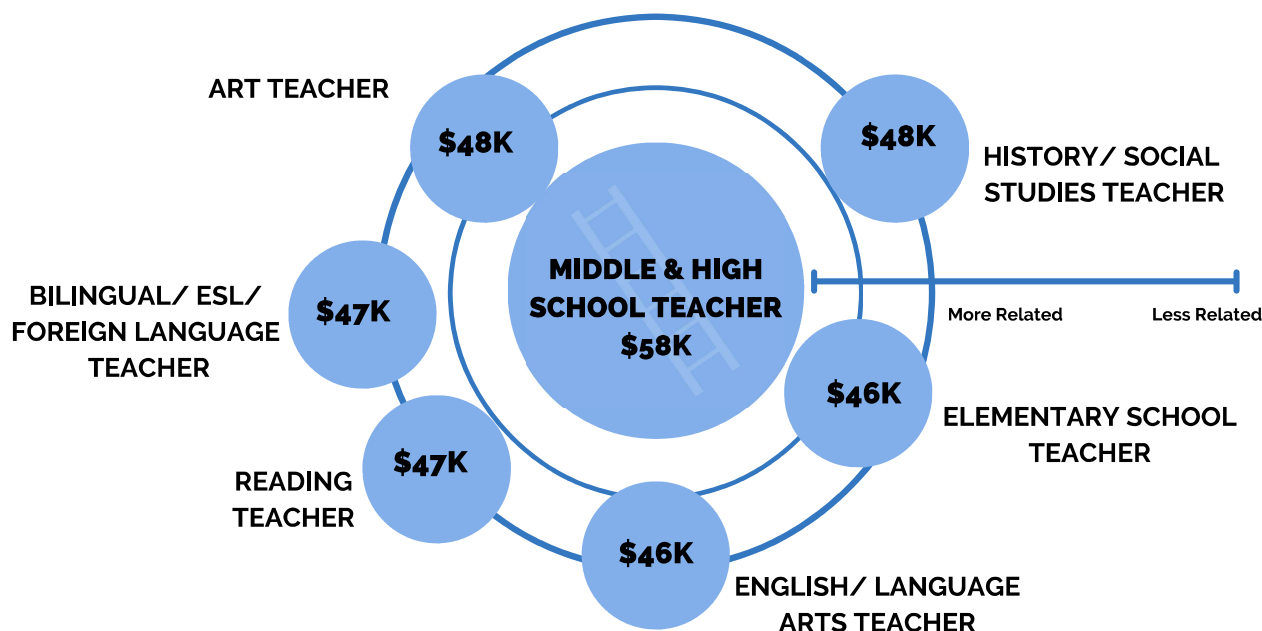 ART TEACHER
$48K
$48K
HISTORY/ SOCIAL
STUDIES TEACHER
MIDDLE & HIGH
SCHOOL TEACHER
$58K
BILINGUAL/ ESL/
FOREIGN LANGUAGE
TEACHER
$47K
More Related
Less Related
$46K
ELEMENTARY SCHOOL
TEACHER
READING
TEACHER
$47K
$46K
ENGLISH/ LANGUAGE
ARTS TEACHER